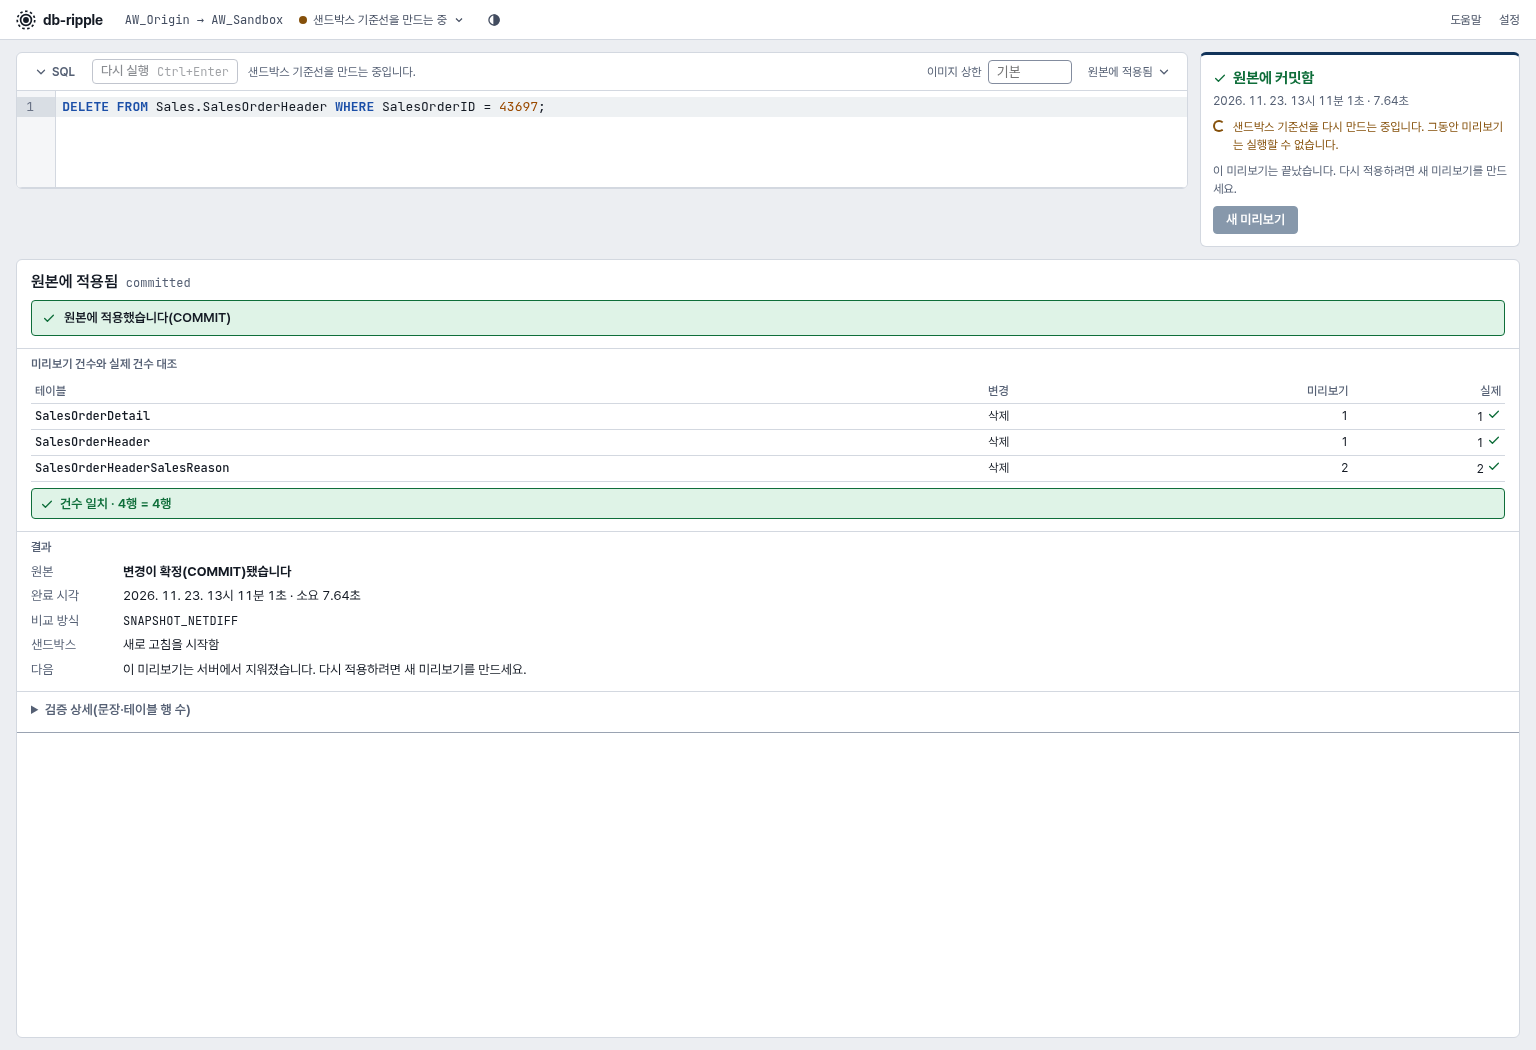 db-ripple AW_Origin → AW_Sandbox 샌드박스 기준선을 만드는 중 도움말 설정
SQL 다시 실행 Ctrl+Enter 샌드박스 기준선을 만드는 중입니다. 이미지 상한 기본 원본에 적용됨
1 DELETE FROM Sales.SalesOrderHeader WHERE SalesOrderID = 43697;
원본에 커밋함
2026. 11. 23. 13시 11분 1초 · 7.64초
샌드박스 기준선을 다시 만드는 중입니다. 그동안 미리보기
는 실행할 수 없습니다.
이 미리보기는 끝났습니다. 다시 적용하려면 새 미리보기를 만드
세요.
새 미리보기
원본에 적용됨 committed
원본에 적용했습니다(COMMIT)
미리보기 건수와 실제 건수 대조
테이블 변경 미리보기 실제
SalesOrderDetail 삭제 1 1
SalesOrderHeader 삭제 1 1
SalesOrderHeaderSalesReason 삭제 2 2
건수 일치 · 4행 = 4행
결과
원본 변경이 확정(COMMIT)됐습니다
완료 시각 2026. 11. 23. 13시 11분 1초 · 소요 7.64초
비교 방식 SNAPSHOT_NETDIFF
샌드박스 새로 고침을 시작함
다음 이 미리보기는 서버에서 지워졌습니다. 다시 적용하려면 새 미리보기를 만드세요.
검증 상세(문장·테이블 행 수)